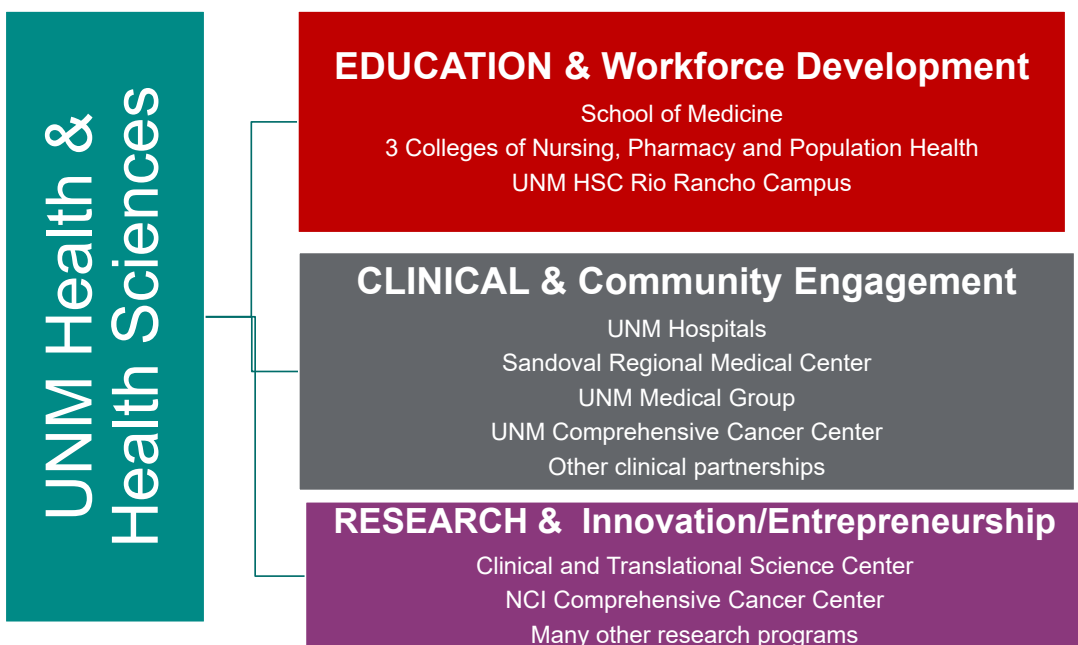 UNM Health &
Health Sciences
EDUCATION & Workforce Development
School of Medicine
3 Colleges of Nursing, Pharmacy and Population Health
UNM HSC Rio Rancho Campus
CLINICAL & Community Engagement
UNM Hospitals
Sandoval Regional Medical Center
UNM Medical Group
UNM Comprehensive Cancer Center
Other clinical partnerships
RESEARCH & Innovation/Entrepreneurship
Clinical and Translational Science Center
NCI Comprehensive Cancer Center
Many other research programs